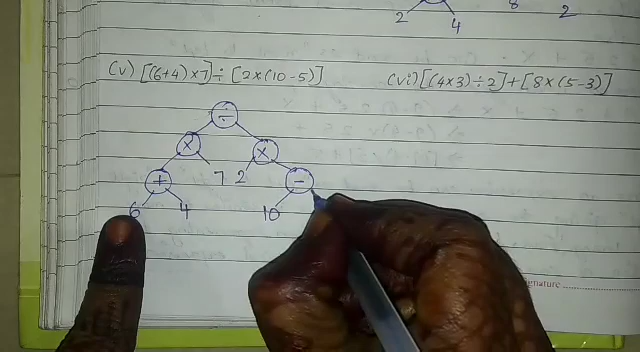 8
2
2 4
(v) [(6+4)×7]÷[2×(10-5)] (vi) [(4×3)÷2]+[8×(5-3)]
÷
× ×
+ 7 2 -
6 4 10
signature